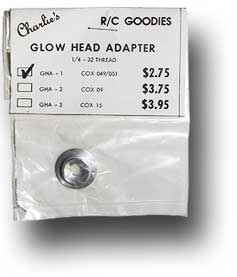 Charlie's
R/C GOODIES
GLOW HEAD ADAPTER
1/4 - 32 THREAD
GHA - 1 COX 049/051 $2.75
GHA - 2 COX 09 $3.75
GHA - 3 COX 15 $3.95